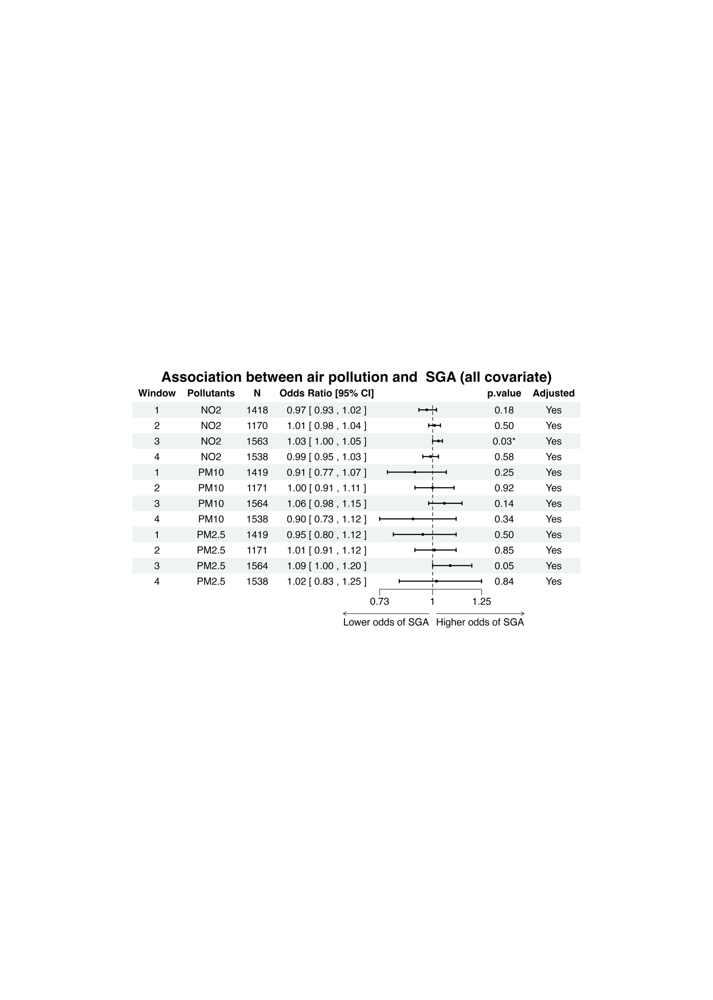 Association between air pollution and  SGA (all covariate)
Window Pollutants N Odds Ratio [95% CI] p.value Adjusted
1 NO2 1418 0.97 [ 0.93 , 1.02 ] 0.18 Yes
2 NO2 1170 1.01 [ 0.98 , 1.04 ] 0.50 Yes
3 NO2 1563 1.03 [ 1.00 , 1.05 ] 0.03* Yes
4 NO2 1538 0.99 [ 0.95 , 1.03 ] 0.58 Yes
1 PM10 1419 0.91 [ 0.77 , 1.07 ] 0.25 Yes
2 PM10 1171 1.00 [ 0.91 , 1.11 ] 0.92 Yes
3 PM10 1564 1.06 [ 0.98 , 1.15 ] 0.14 Yes
4 PM10 1538 0.90 [ 0.73 , 1.12 ] 0.34 Yes
1 PM2.5 1419 0.95 [ 0.80 , 1.12 ] 0.50 Yes
2 PM2.5 1171 1.01 [ 0.91 , 1.12 ] 0.85 Yes
3 PM2.5 1564 1.09 [ 1.00 , 1.20 ] 0.05 Yes
4 PM2.5 1538 1.02 [ 0.83 , 1.25 ] 0.84 Yes
0.73 1 1.25
Lower odds of SGA Higher odds of SGA